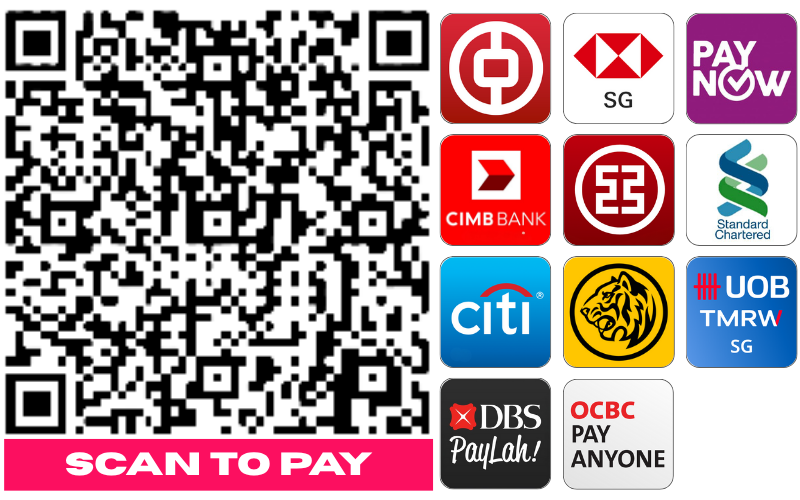 SCAN TO PAY
SG
PAY
NOW
CIMB BANK
Standard
Chartered
citi®
UOB
TMRW
SG
DBS
PayLah!
OCBC
PAY
ANYONE